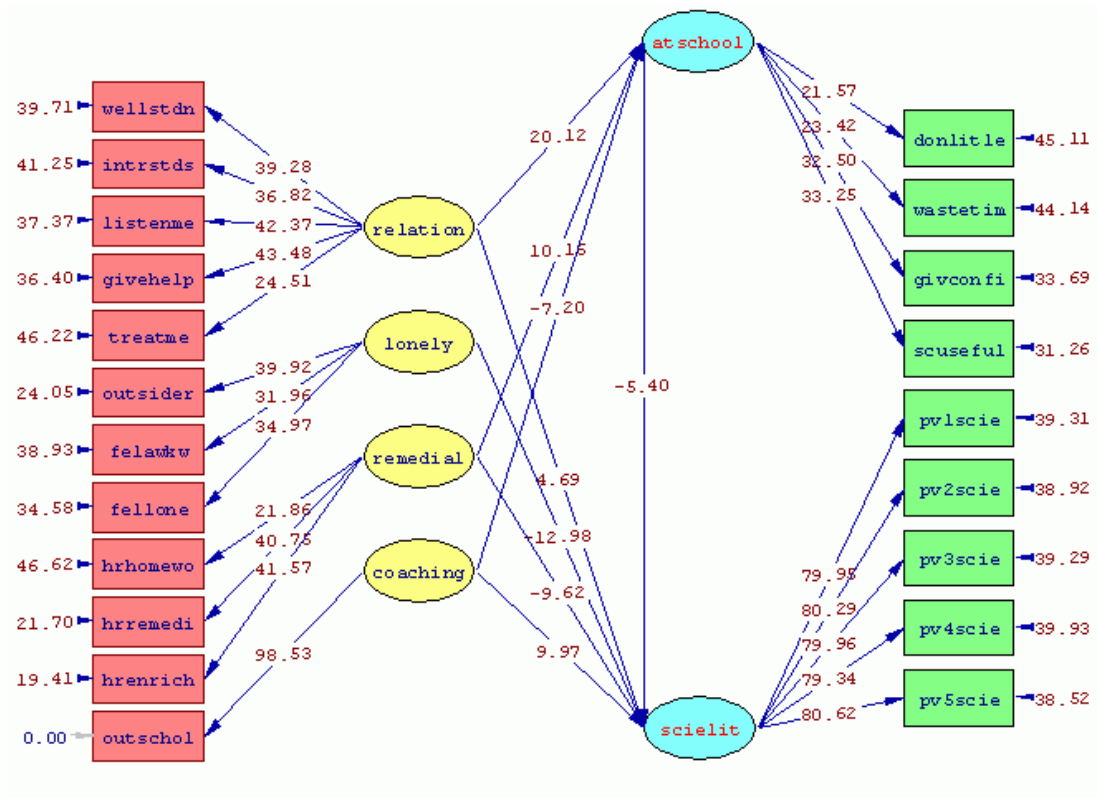 atschool
39.71 wellstdn
41.25 intrstds
37.37 listenme
36.40 givehelp
46.22 treatme
24.05 outsider
38.93 felawkw
34.58 fellone
46.62 hrhomewo
21.70 hrremedi
19.41 hrenrich
0.00 outschol
39.28
36.82
42.37
43.48
24.51
39.92
31.96
34.97
21.86
40.75
41.57
98.53
relation
lonely
remedial
coaching
20.12
10.15
-7.20
-5.40
4.69
-12.98
-9.62
9.97
scielit
21.57
23.42
32.50
33.25
79.95
80.29
79.96
79.34
80.62
donlitle 45.11
wastetim 44.14
givconfi 33.69
scuseful 31.26
pv1scie 39.31
pv2scie 38.92
pv3scie 39.29
pv4scie 39.93
pv5scie 38.52